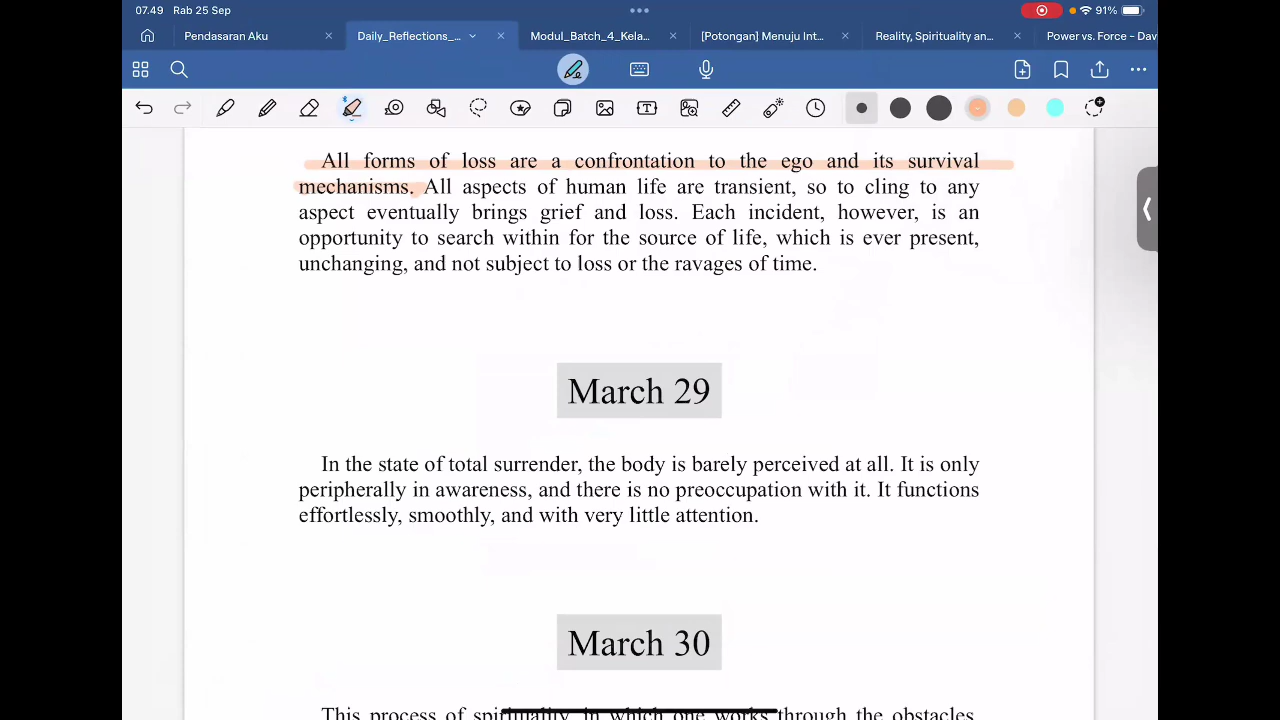 07.49 Rab 25 Sep
91%
Pendasaran Aku
Daily_Reflections_...
Modul_Batch_4_Kela...
[Potongan] Menuju Int...
Reality, Spirituality an...
Power vs. Force - Dav
All forms of loss are a confrontation to the ego and its survival
mechanisms. All aspects of human life are transient, so to cling to any
aspect eventually brings grief and loss. Each incident, however, is an
opportunity to search within for the source of life, which is ever present,
unchanging, and not subject to loss or the ravages of time.
March 29
In the state of total surrender, the body is barely perceived at all. It is only
peripherally in awareness, and there is no preoccupation with it. It functions
effortlessly, smoothly, and with very little attention.
March 30
This process of spirituality, in which one works through the obstacles,